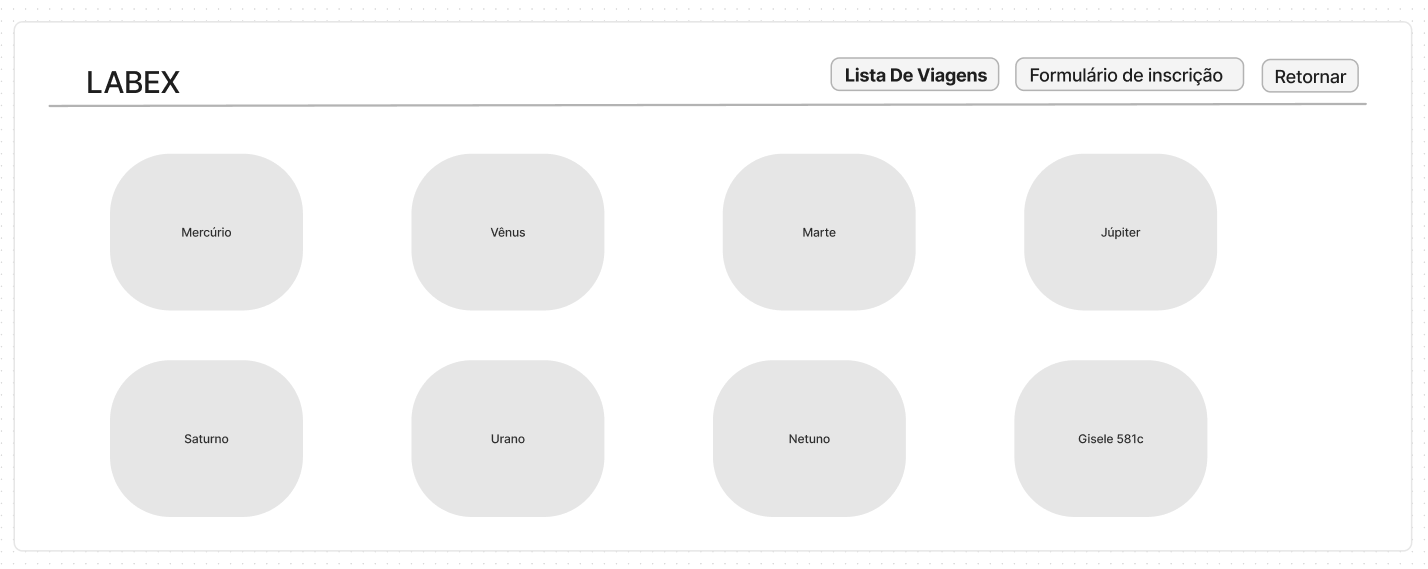 LABEX
Lista De Viagens
Formulário de inscrição
Retornar
Mercúrio
Vênus
Marte
Júpiter
Saturno
Urano
Netuno
Gisele 581c